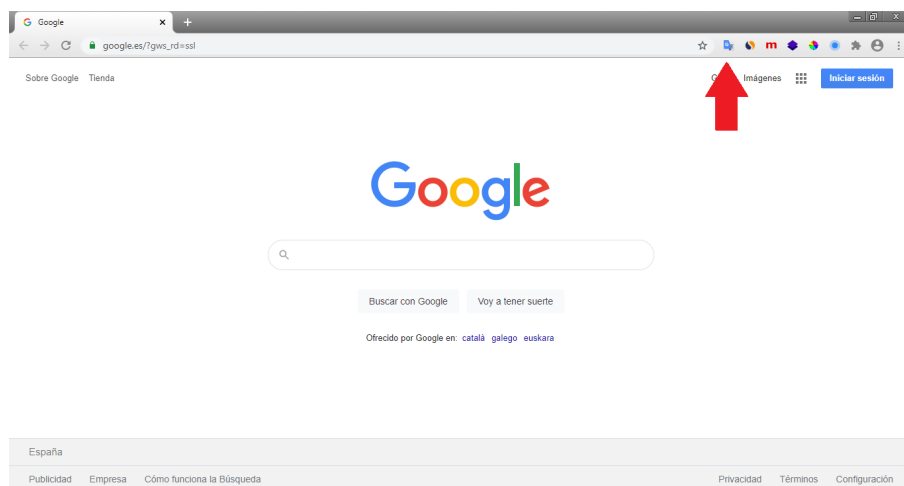 Google
google.es/?gws_rd=ssl
Sobre Google Tienda
Imágenes Iniciar sesión
Google
Buscar con Google Voy a tener suerte
Ofrecido por Google en: català galego euskara
España
Publicidad Empresa Cómo funciona la Búsqueda
Privacidad Términos Configuración